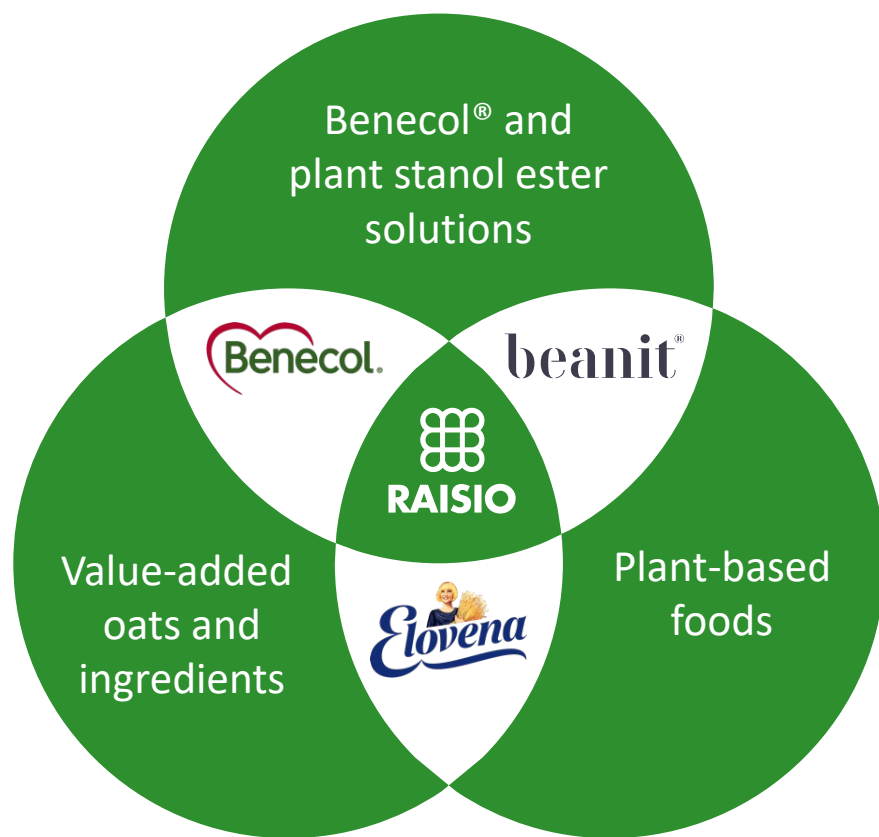 Benecol® and
plant stanol ester
solutions
Benecol®
beanit®
RAISIO
Value-added
oats and
ingredients
Plant-based
foods
Elovena